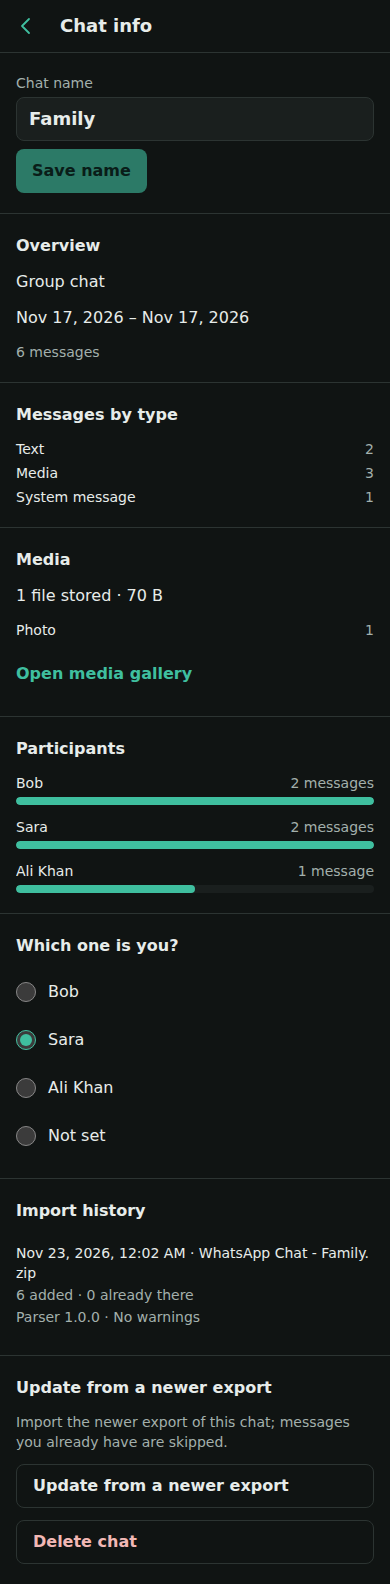 Chat info
Chat name
Family
Save name
Overview
Group chat
Nov 17, 2026 – Nov 17, 2026
6 messages
Messages by type
Text 2
Media 3
System message 1
Media
1 file stored · 70 B
Photo 1
Open media gallery
Participants
Bob 2 messages
Sara 2 messages
Ali Khan 1 message
Which one is you?
Bob
Sara
Ali Khan
Not set
Import history
Nov 23, 2026, 12:02 AM · WhatsApp Chat - Family.
zip
6 added · 0 already there
Parser 1.0.0 · No warnings
Update from a newer export
Import the newer export of this chat; messages
you already have are skipped.
Update from a newer export
Delete chat